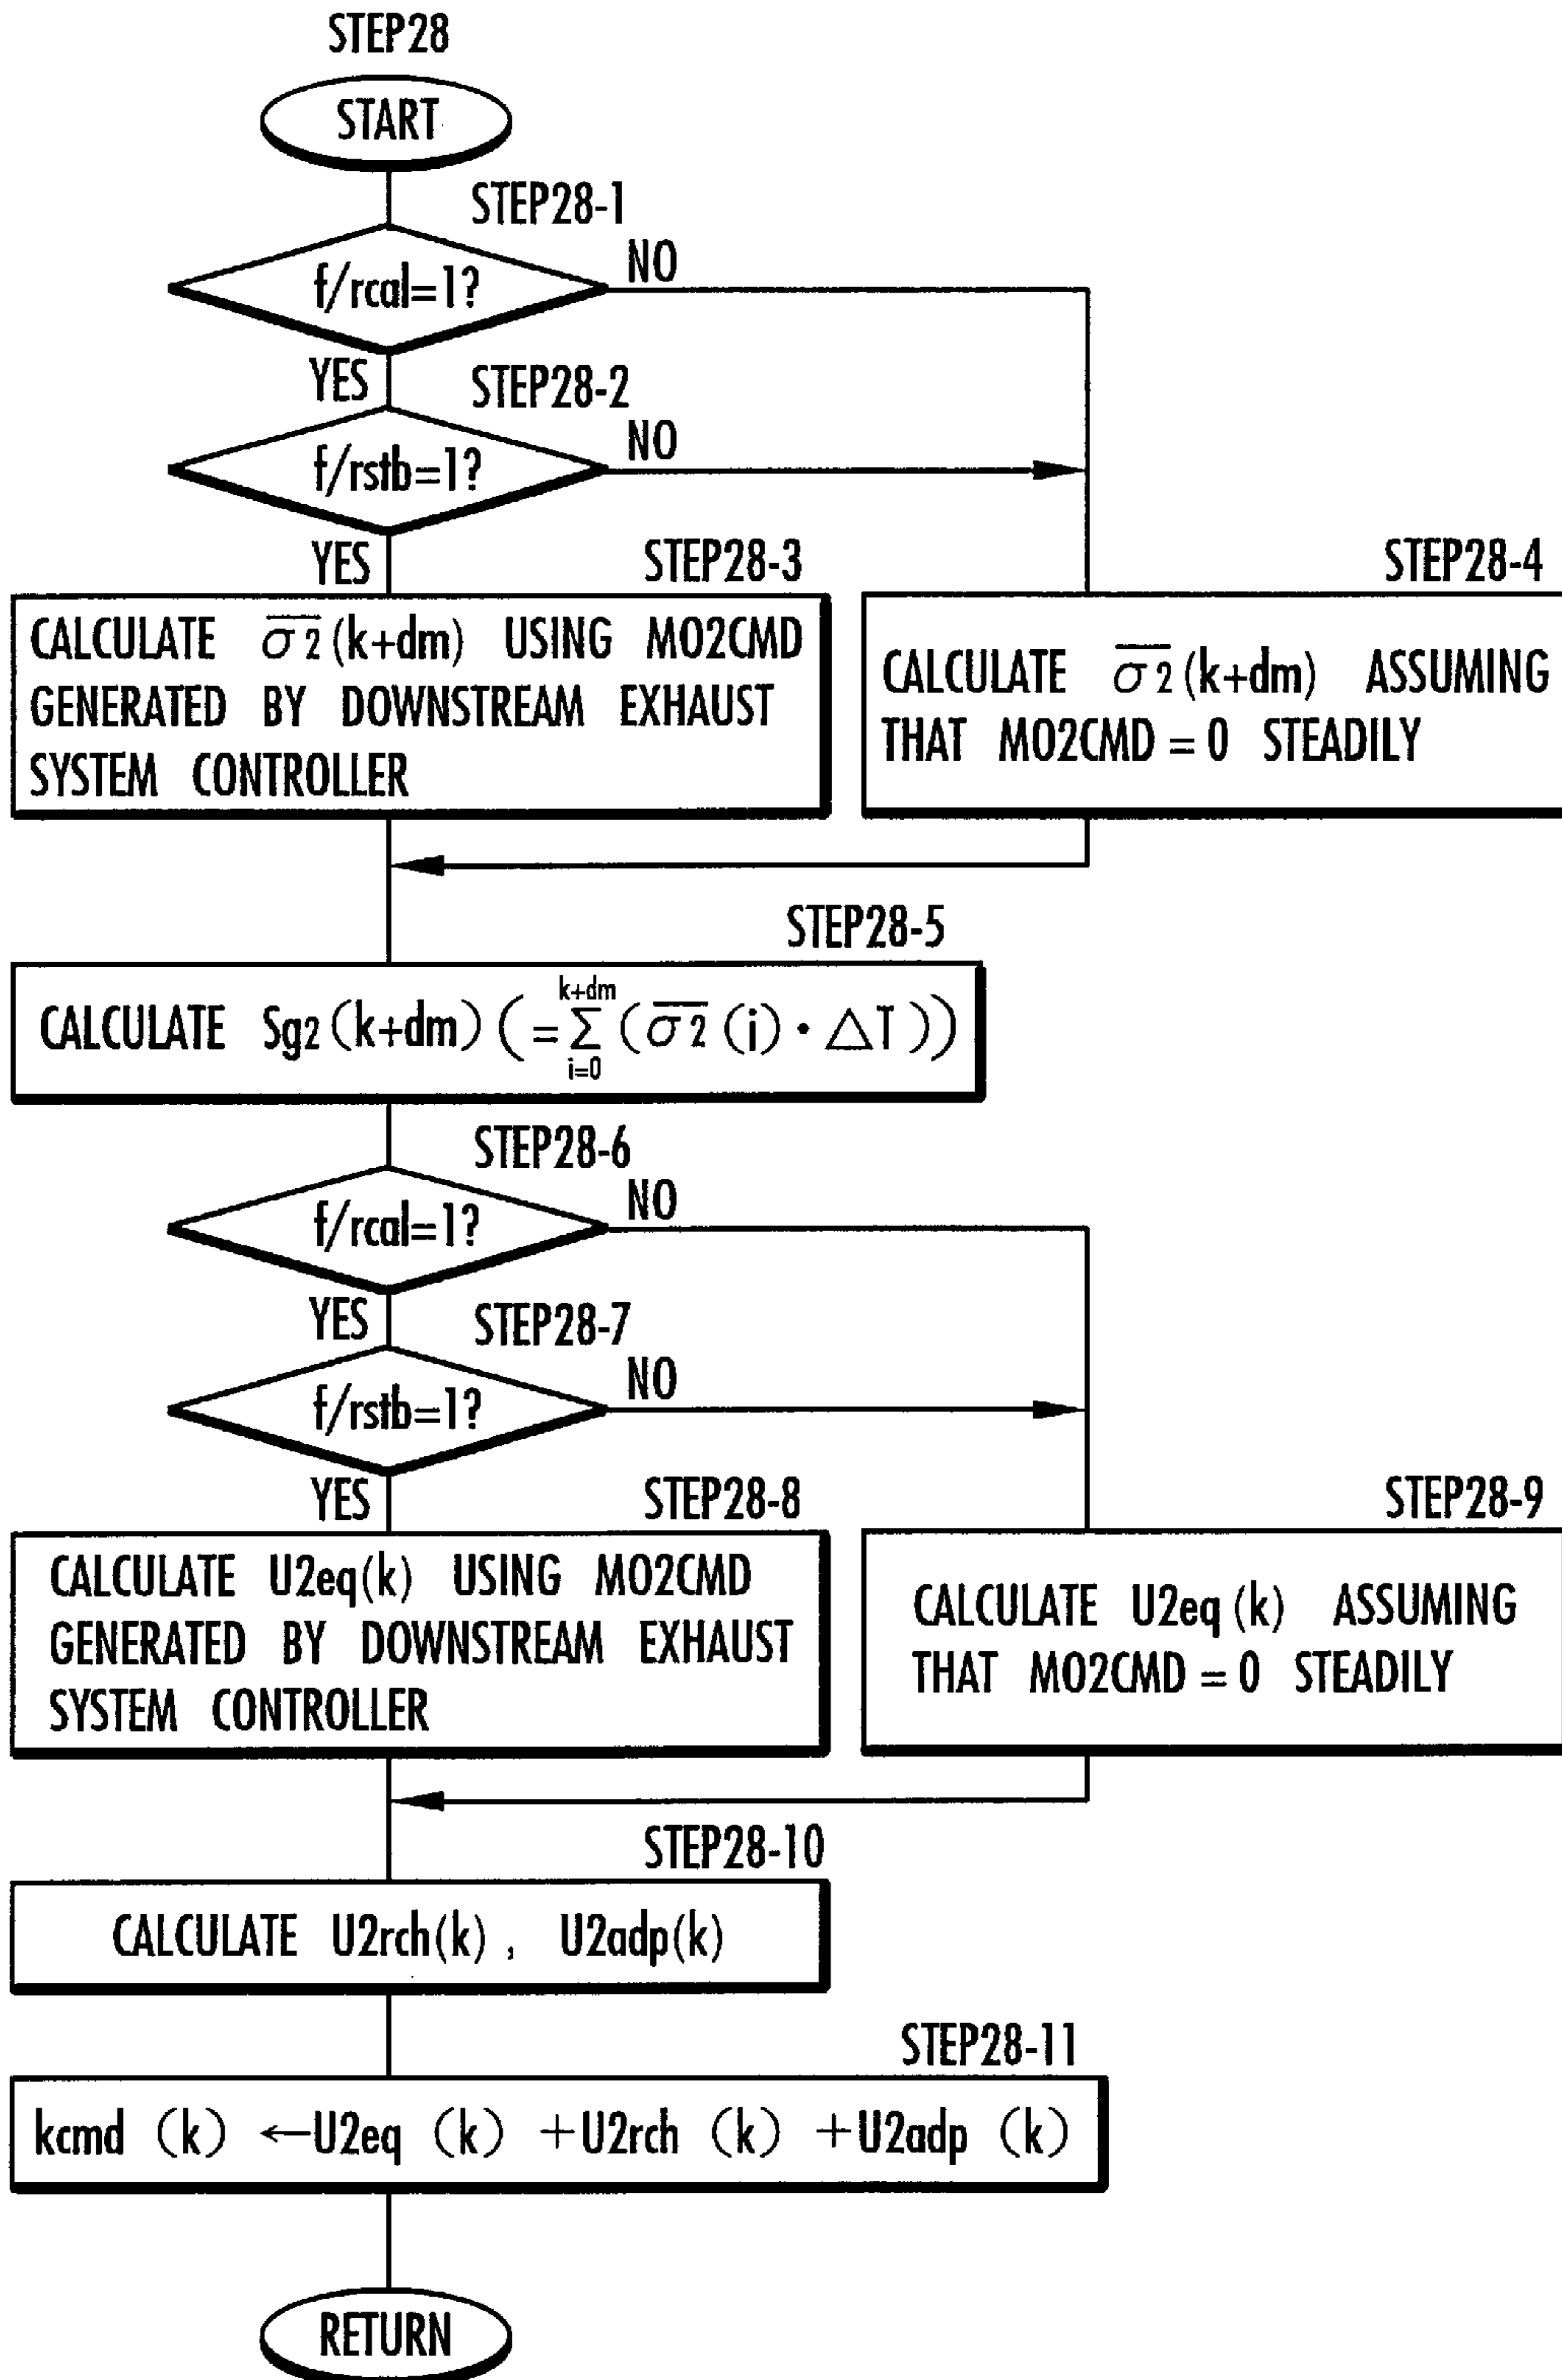 STEP28
START
STEP28-1
f/rcal=1?
NO
YES
STEP28-2
f/rstb=1?
NO
YES
STEP28-3
CALCULATE σ̅2̅(k+dm) USING MO2CMD
GENERATED BY DOWNSTREAM EXHAUST
SYSTEM CONTROLLER
STEP28-4
CALCULATE σ̅2̅(k+dm) ASSUMING
THAT MO2CMD = 0 STEADILY
STEP28-5
CALCULATE Sg2(k+dm) (= Σ_{i=0}^{k+dm} (σ̅2̅(i)・△T))
STEP28-6
f/rcal=1?
NO
YES
STEP28-7
f/rstb=1?
NO
YES
STEP28-8
CALCULATE U2eq(k) USING MO2CMD
GENERATED BY DOWNSTREAM EXHAUST
SYSTEM CONTROLLER
STEP28-9
CALCULATE U2eq (k) ASSUMING
THAT MO2CMD = 0 STEADILY
STEP28-10
CALCULATE U2rch(k) , U2adp(k)
STEP28-11
kcmd (k) ←U2eq (k) +U2rch (k) +U2adp (k)
RETURN